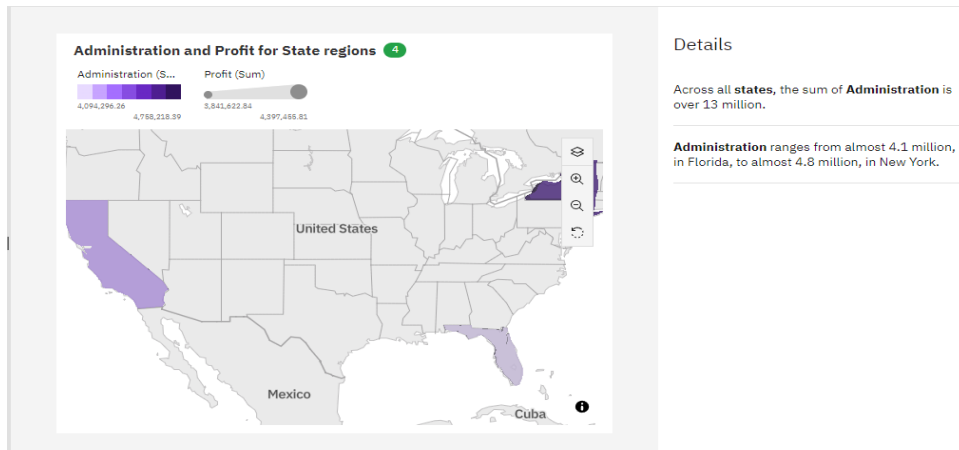 Administration and Profit for State regions 4
Administration (S... Profit (Sum)
4,094,296.26 3,841,622.84
4,758,218.39 4,397,465.81
United States
Mexico
Cuba
Details
Across all states, the sum of Administration is
over 13 million.
Administration ranges from almost 4.1 million,
in Florida, to almost 4.8 million, in New York.